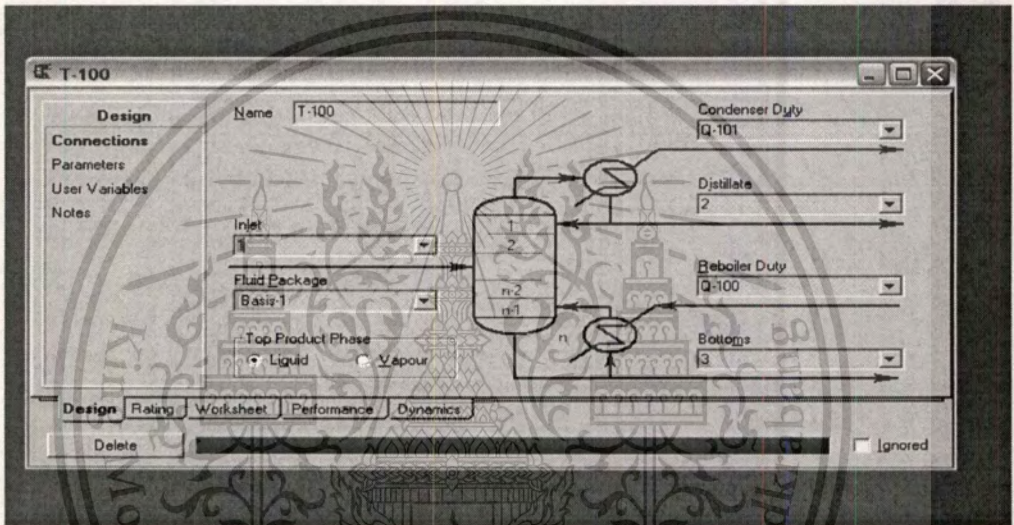 T-100
Design
Connections
Parameters
User Variables
Notes
Name T-100
Inlet
1
Fluid Package
Basis-1
Top Product Phase
Liquid Vapour
1
2
n-2
n-1
n
Condenser Duty
Q-101
Distillate
2
Reboiler Duty
Q-100
Bottoms
3
Design Rating Worksheet Performance Dynamics
Delete
Ignored